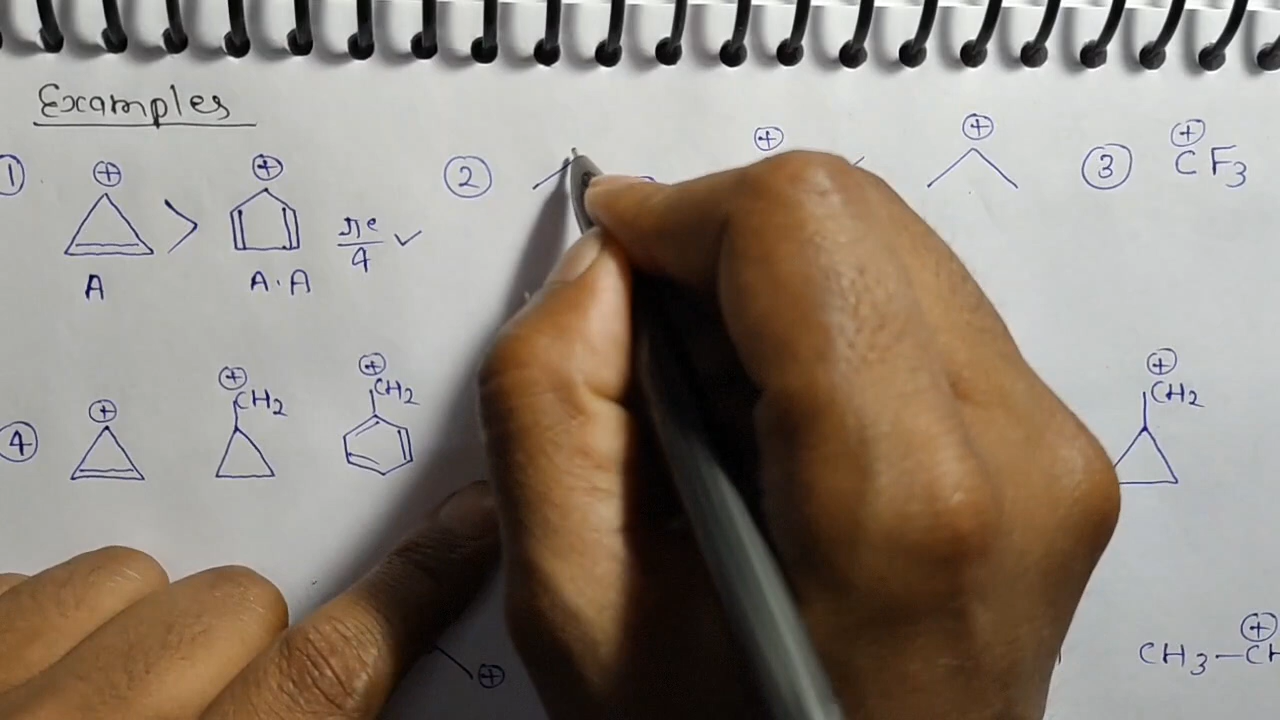 Examples
① ⊕ > ⊕ πe/4 ✓
A A·A
② ⊕ ⊕
③ ⊕
CF3
④ ⊕ ⊕ ⊕ ⊕
CH2 CH2 CH2
⊕ ⊕
CH3-CH